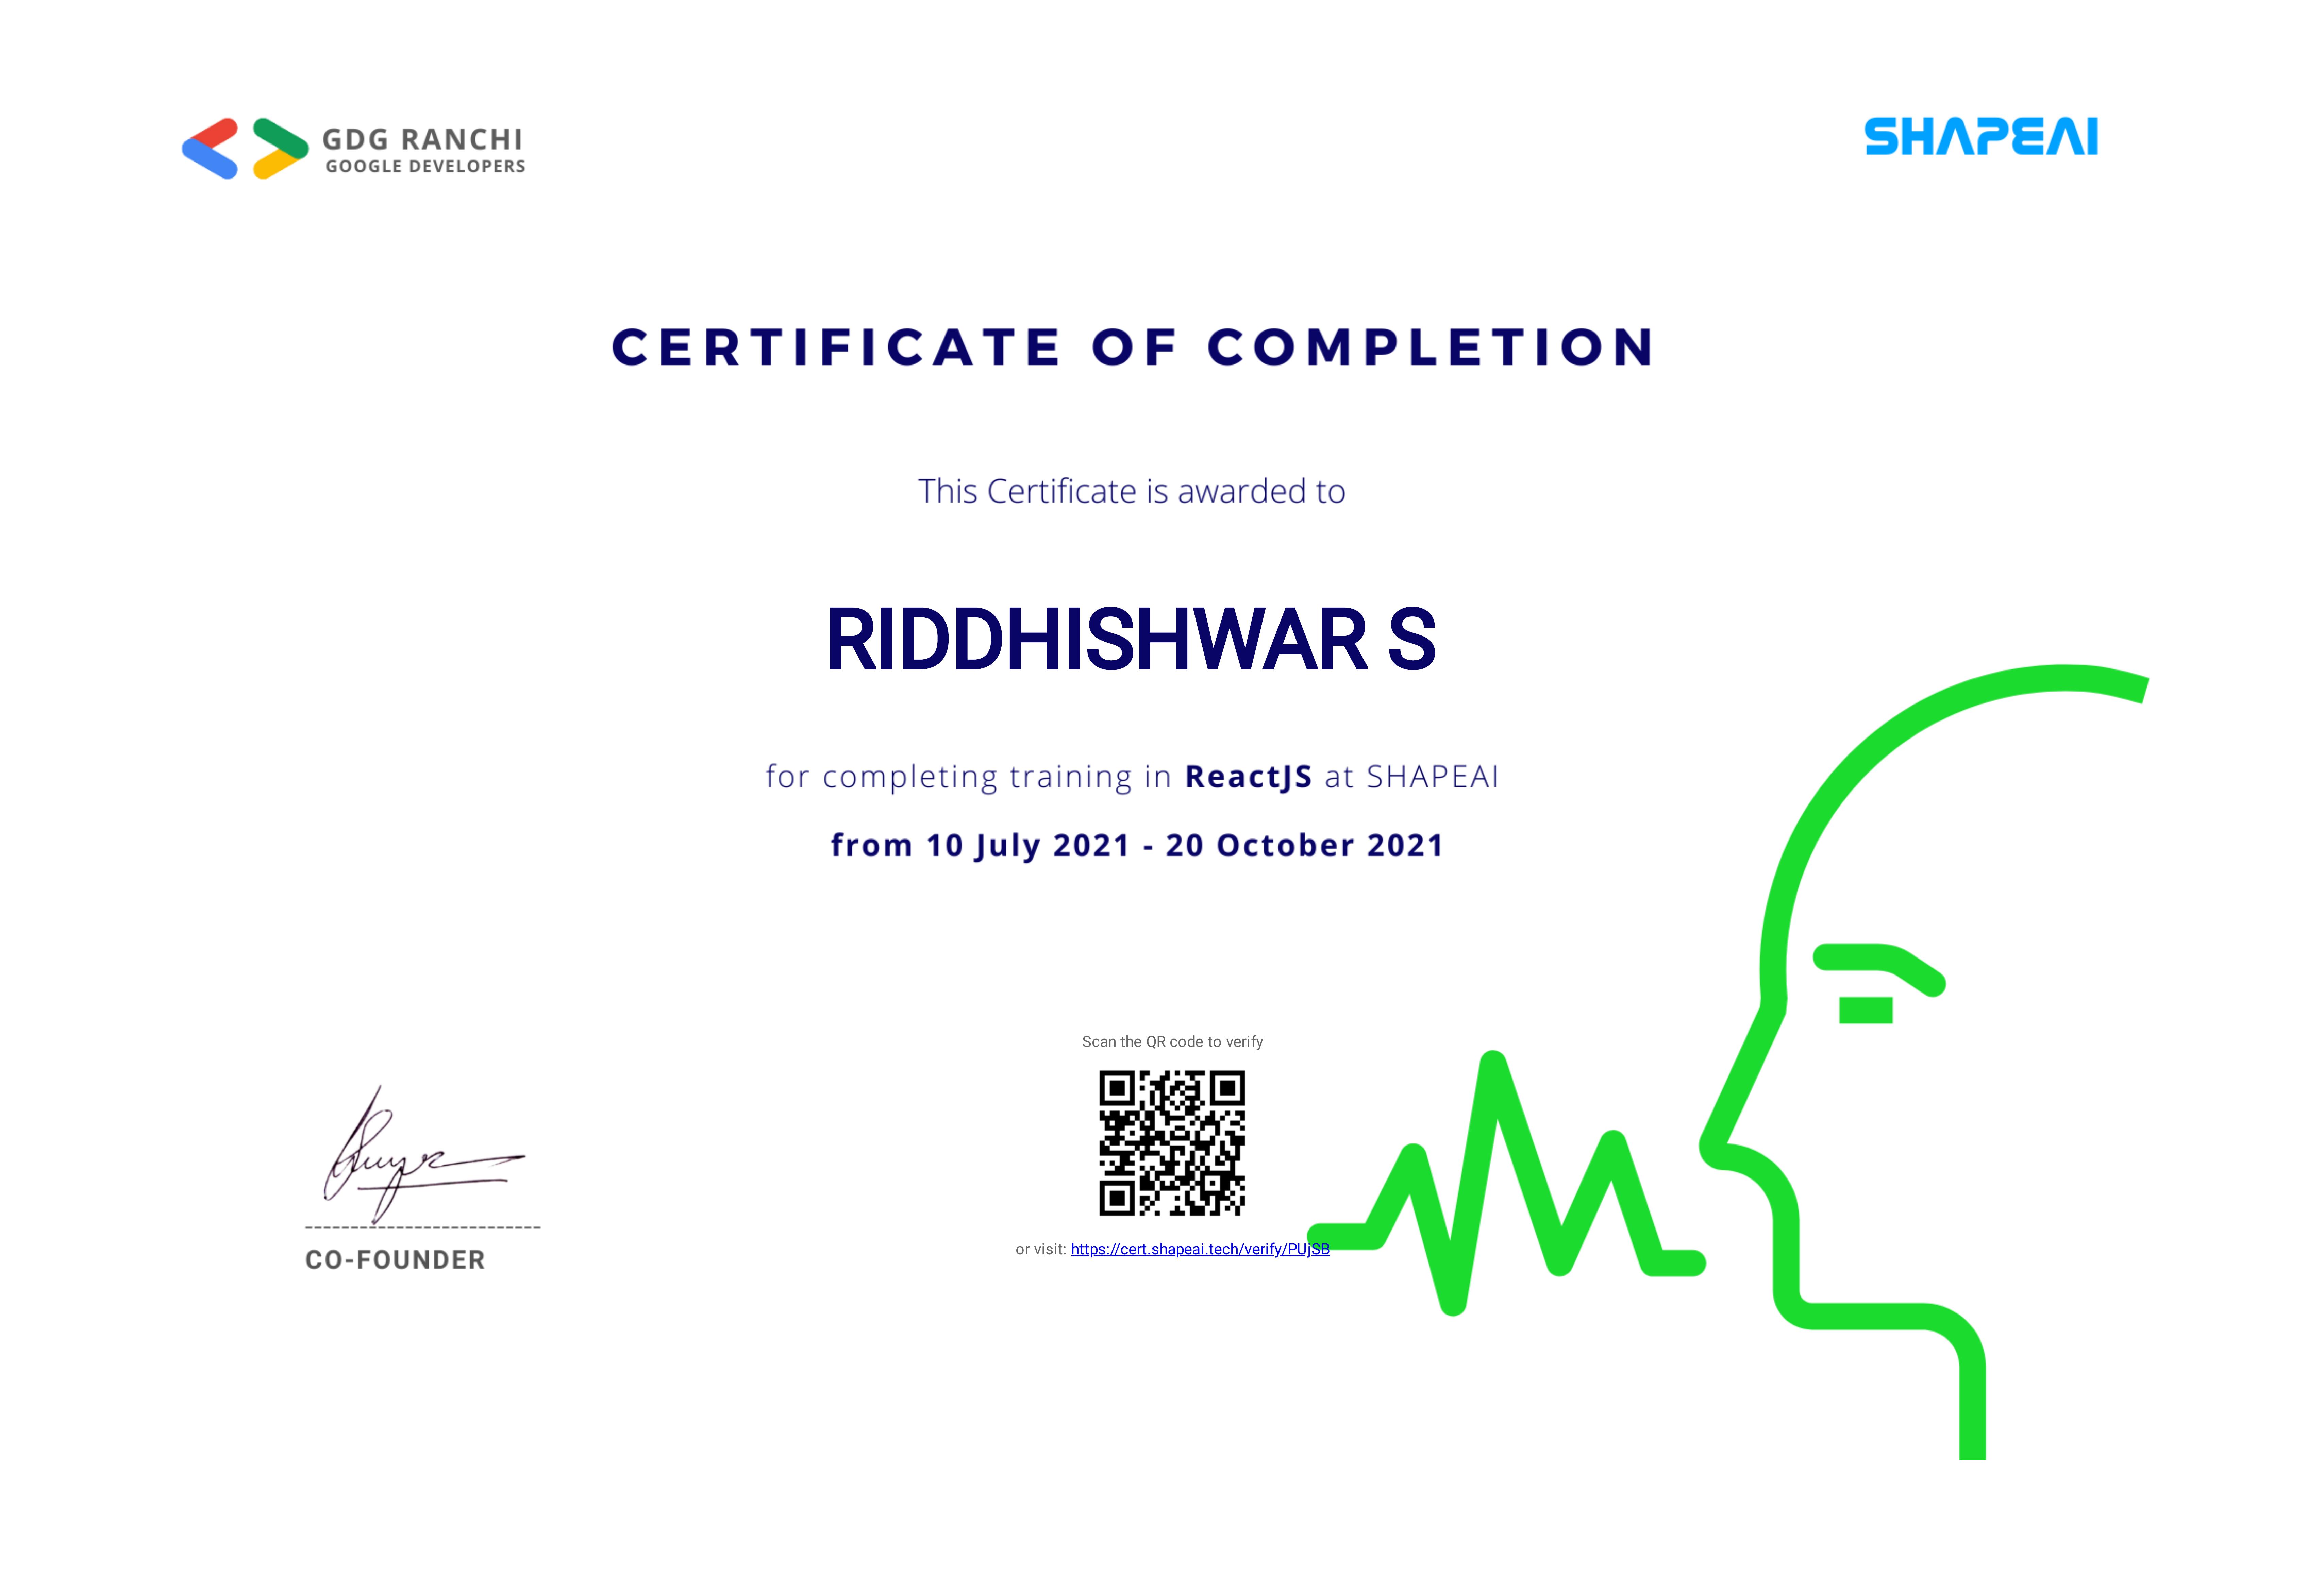 GDG RANCHI
GOOGLE DEVELOPERS
SHAPEAI
CERTIFICATE OF COMPLETION
This Certificate is awarded to
RIDDHISHWAR S
for completing training in ReactJS at SHAPEAI
from 10 July 2021 - 20 October 2021
Scan the QR code to verify
or visit: https://cert.shapeai.tech/verify/PUjSB
CO-FOUNDER